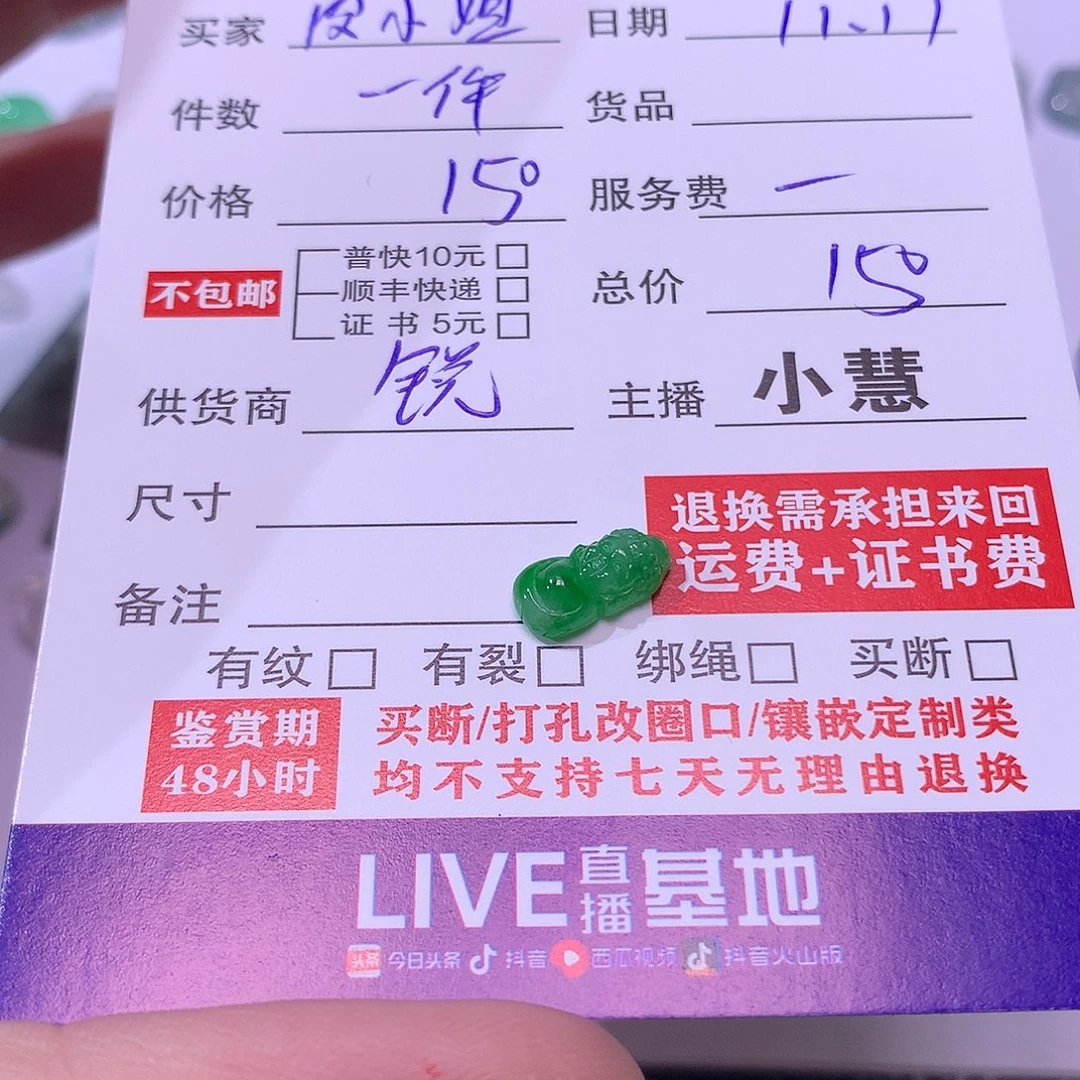 买家 皮小姐 日期 11.11
件数 一件 货品
价格 150 服务费 一
普快10元
不包邮 顺丰快递 总价 150
证书 5元
供货商 锐 主播 小慧
尺寸
退换需承担来回
运费+证书费
备注
有纹 有裂 绑绳 买断
鉴赏期 买断/打孔改圈口/镶嵌定制类
48小时 均不支持七天无理由退换
LIVE直播基地
头条 今日头条 抖音 西瓜视频 抖音火山版